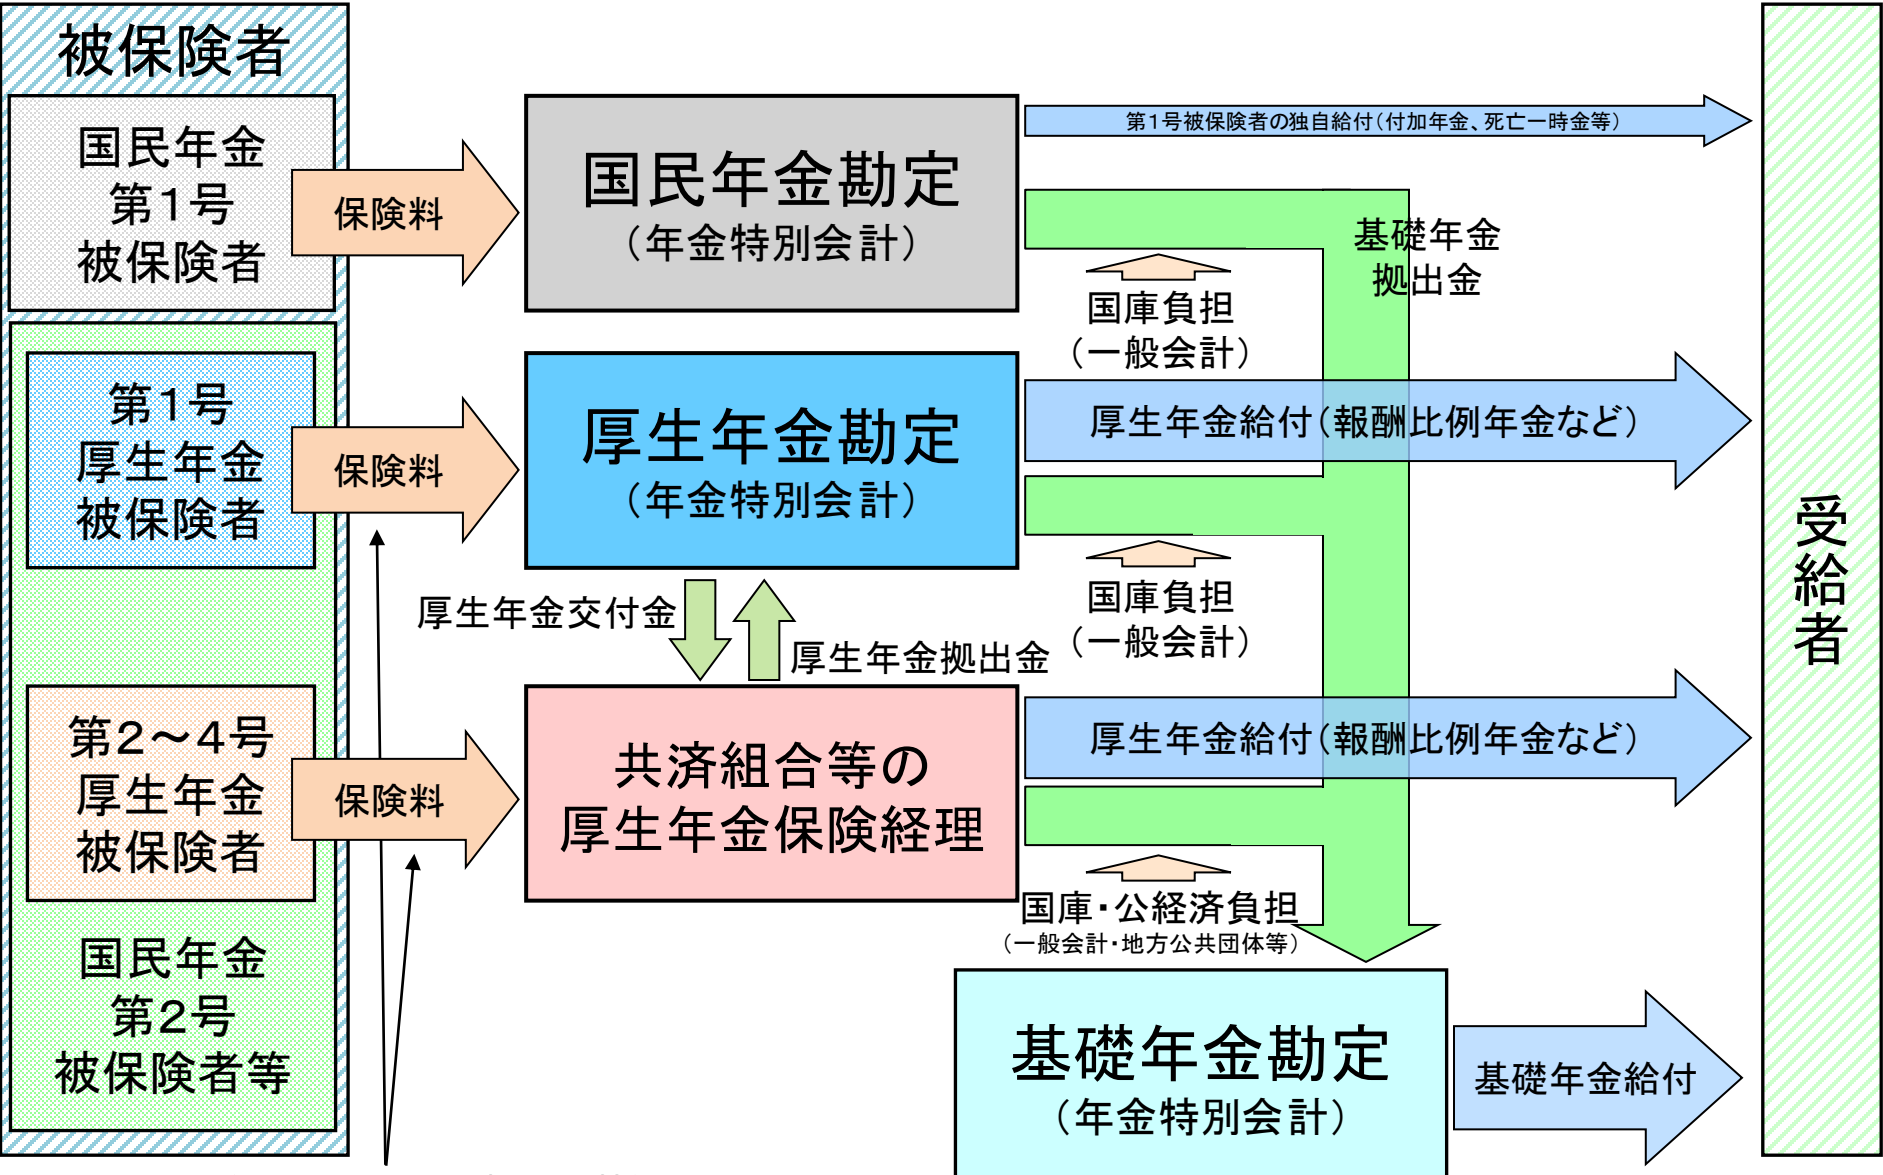 被保険者
国民年金
第1号
被保険者
保険料
国民年金勘定
（年金特別会計）
第1号被保険者の独自給付（付加年金、死亡一時金等）
基礎年金
拠出金
国庫負担
（一般会計）
第1号
厚生年金
被保険者
保険料
厚生年金勘定
（年金特別会計）
厚生年金給付（報酬比例年金など）
国庫負担
（一般会計）
厚生年金交付金
厚生年金拠出金
第2～4号
厚生年金
被保険者
保険料
共済組合等の
厚生年金保険経理
厚生年金給付（報酬比例年金など）
国庫・公経済負担
（一般会計・地方公共団体等）
国民年金
第2号
被保険者等
基礎年金勘定
（年金特別会計）
基礎年金給付
受給者